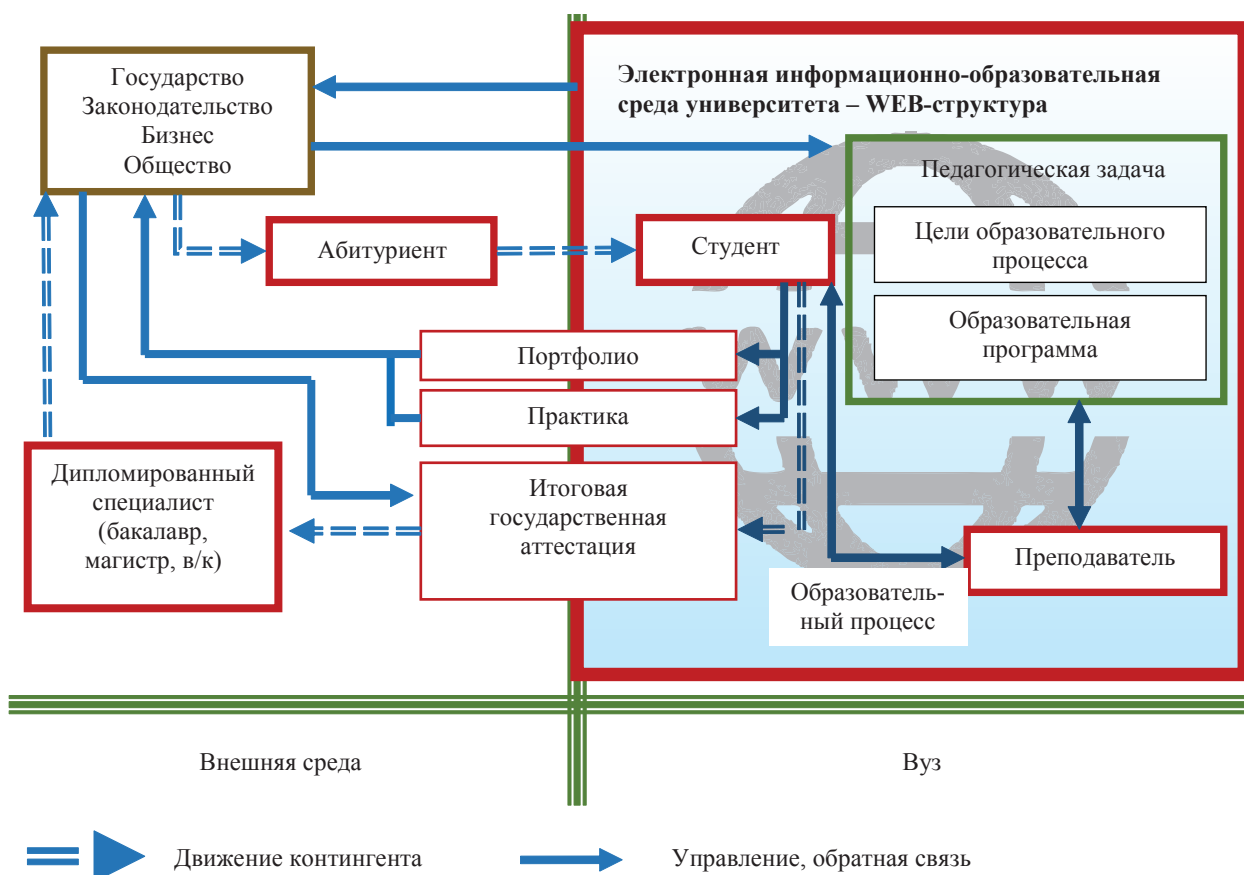 Государство
Законодательство
Бизнес
Общество
Электронная информационно-образовательная
среда университета – WEB-структура
Педагогическая задача
Цели образовательного
процесса
Образовательная
программа
Абитуриент
Студент
Портфолио
Практика
Дипломированный
специалист
(бакалавр,
магистр, в/к)
Итоговая
государственная
аттестация
Преподаватель
Образователь-
ный процесс
WWW
Внешняя среда
Вуз
Движение контингента
Управление, обратная связь